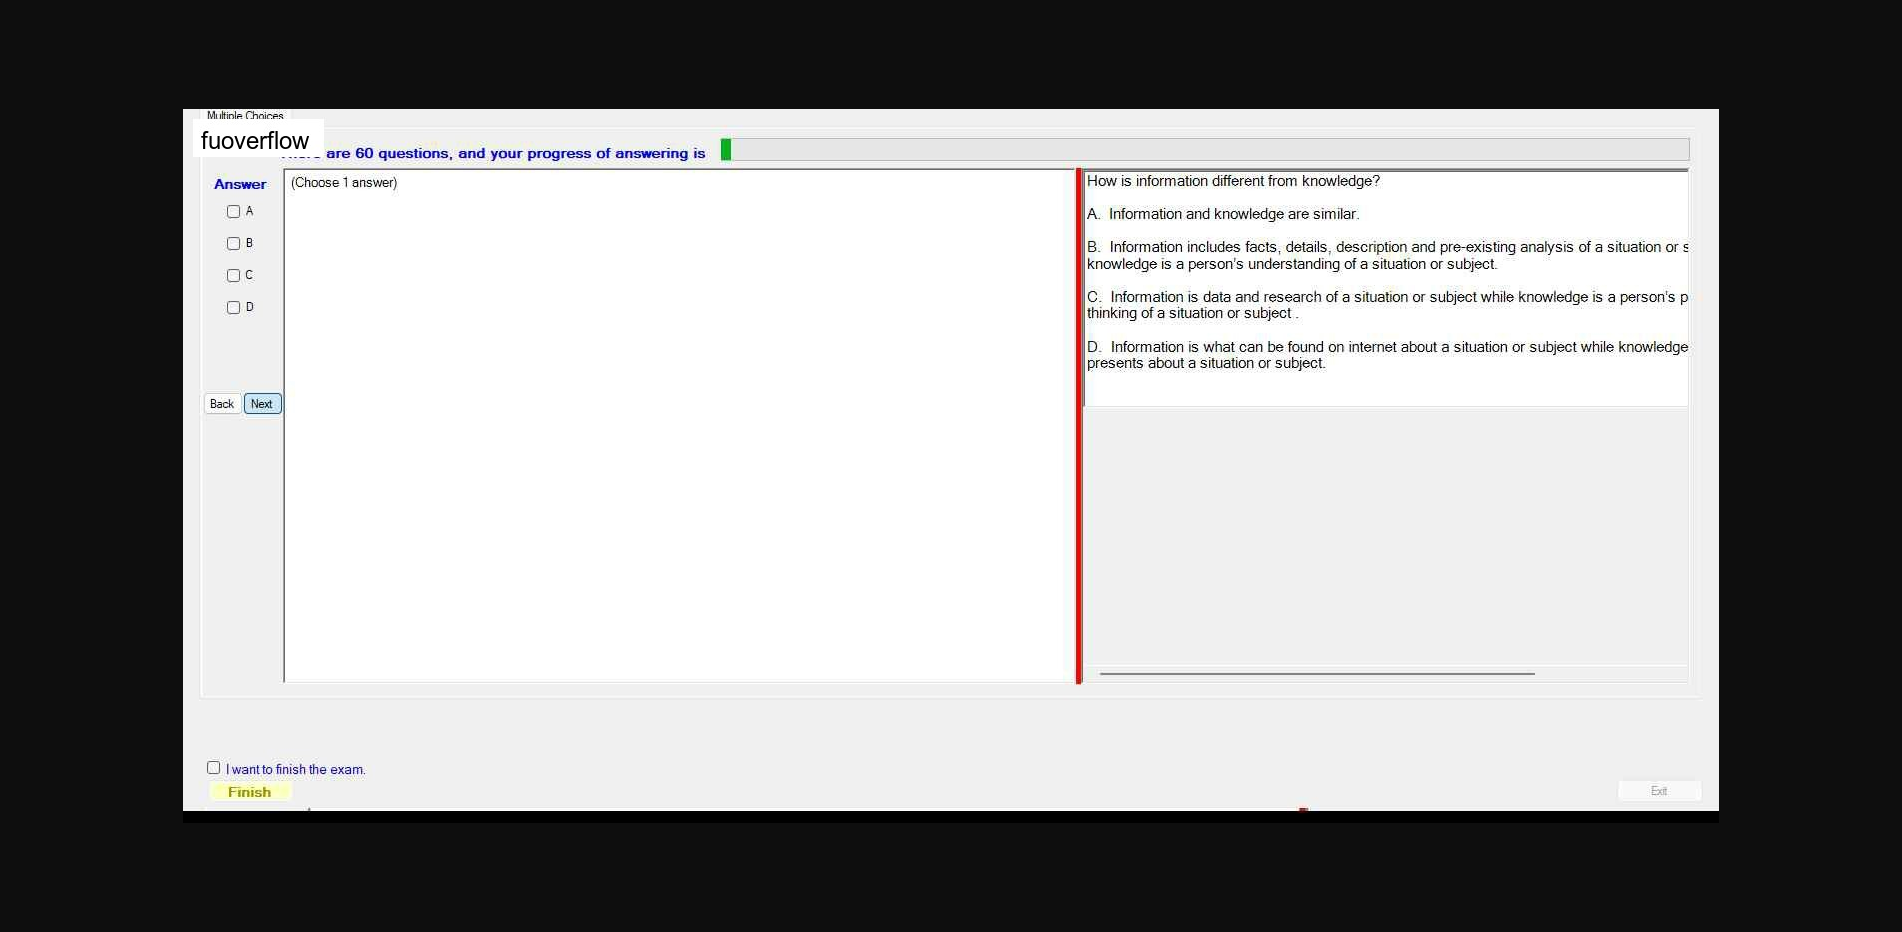 Multiple Choices
fuoverflow
are 60 questions, and your progress of answering is
Answer
(Choose 1 answer)
A
B
C
D
Back
Next
How is information different from knowledge?
A. Information and knowledge are similar.
B. Information includes facts, details, description and pre-existing analysis of a situation or
knowledge is a person's understanding of a situation or subject.
C. Information is data and research of a situation or subject while knowledge is a person's
thinking of a situation or subject .
D. Information is what can be found on internet about a situation or subject while knowledge
presents about a situation or subject.
I want to finish the exam.
Finish
Exit